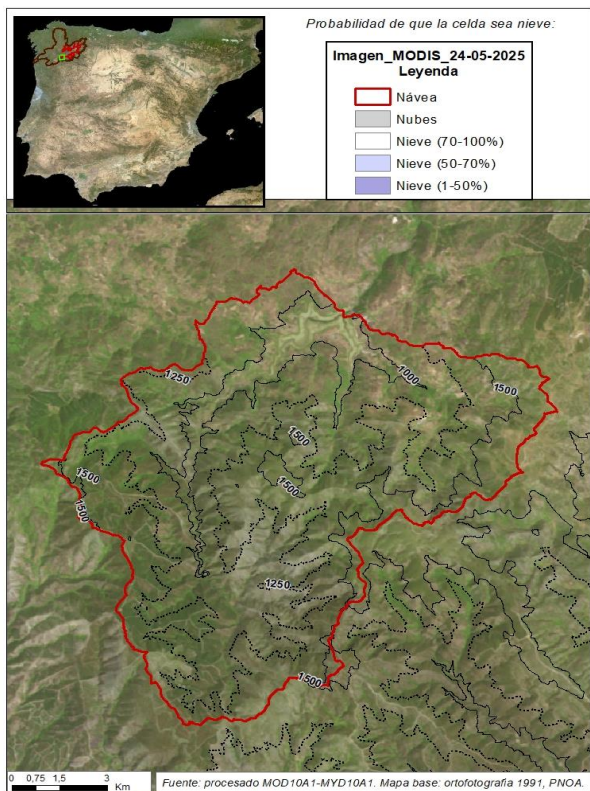 Probabilidad de que la celda sea nieve:
Imagen_MODIS_24-05-2025
Leyenda
Návea
Nubes
Nieve (70-100%)
Nieve (50-70%)
Nieve (1-50%)
1250
1000
1500
1500
1500
1500
1500
1250
1500
0 0,75 1,5 3
Km
Fuente: procesado MOD10A1-MYD10A1. Mapa base: ortofotografia 1991, PNOA.